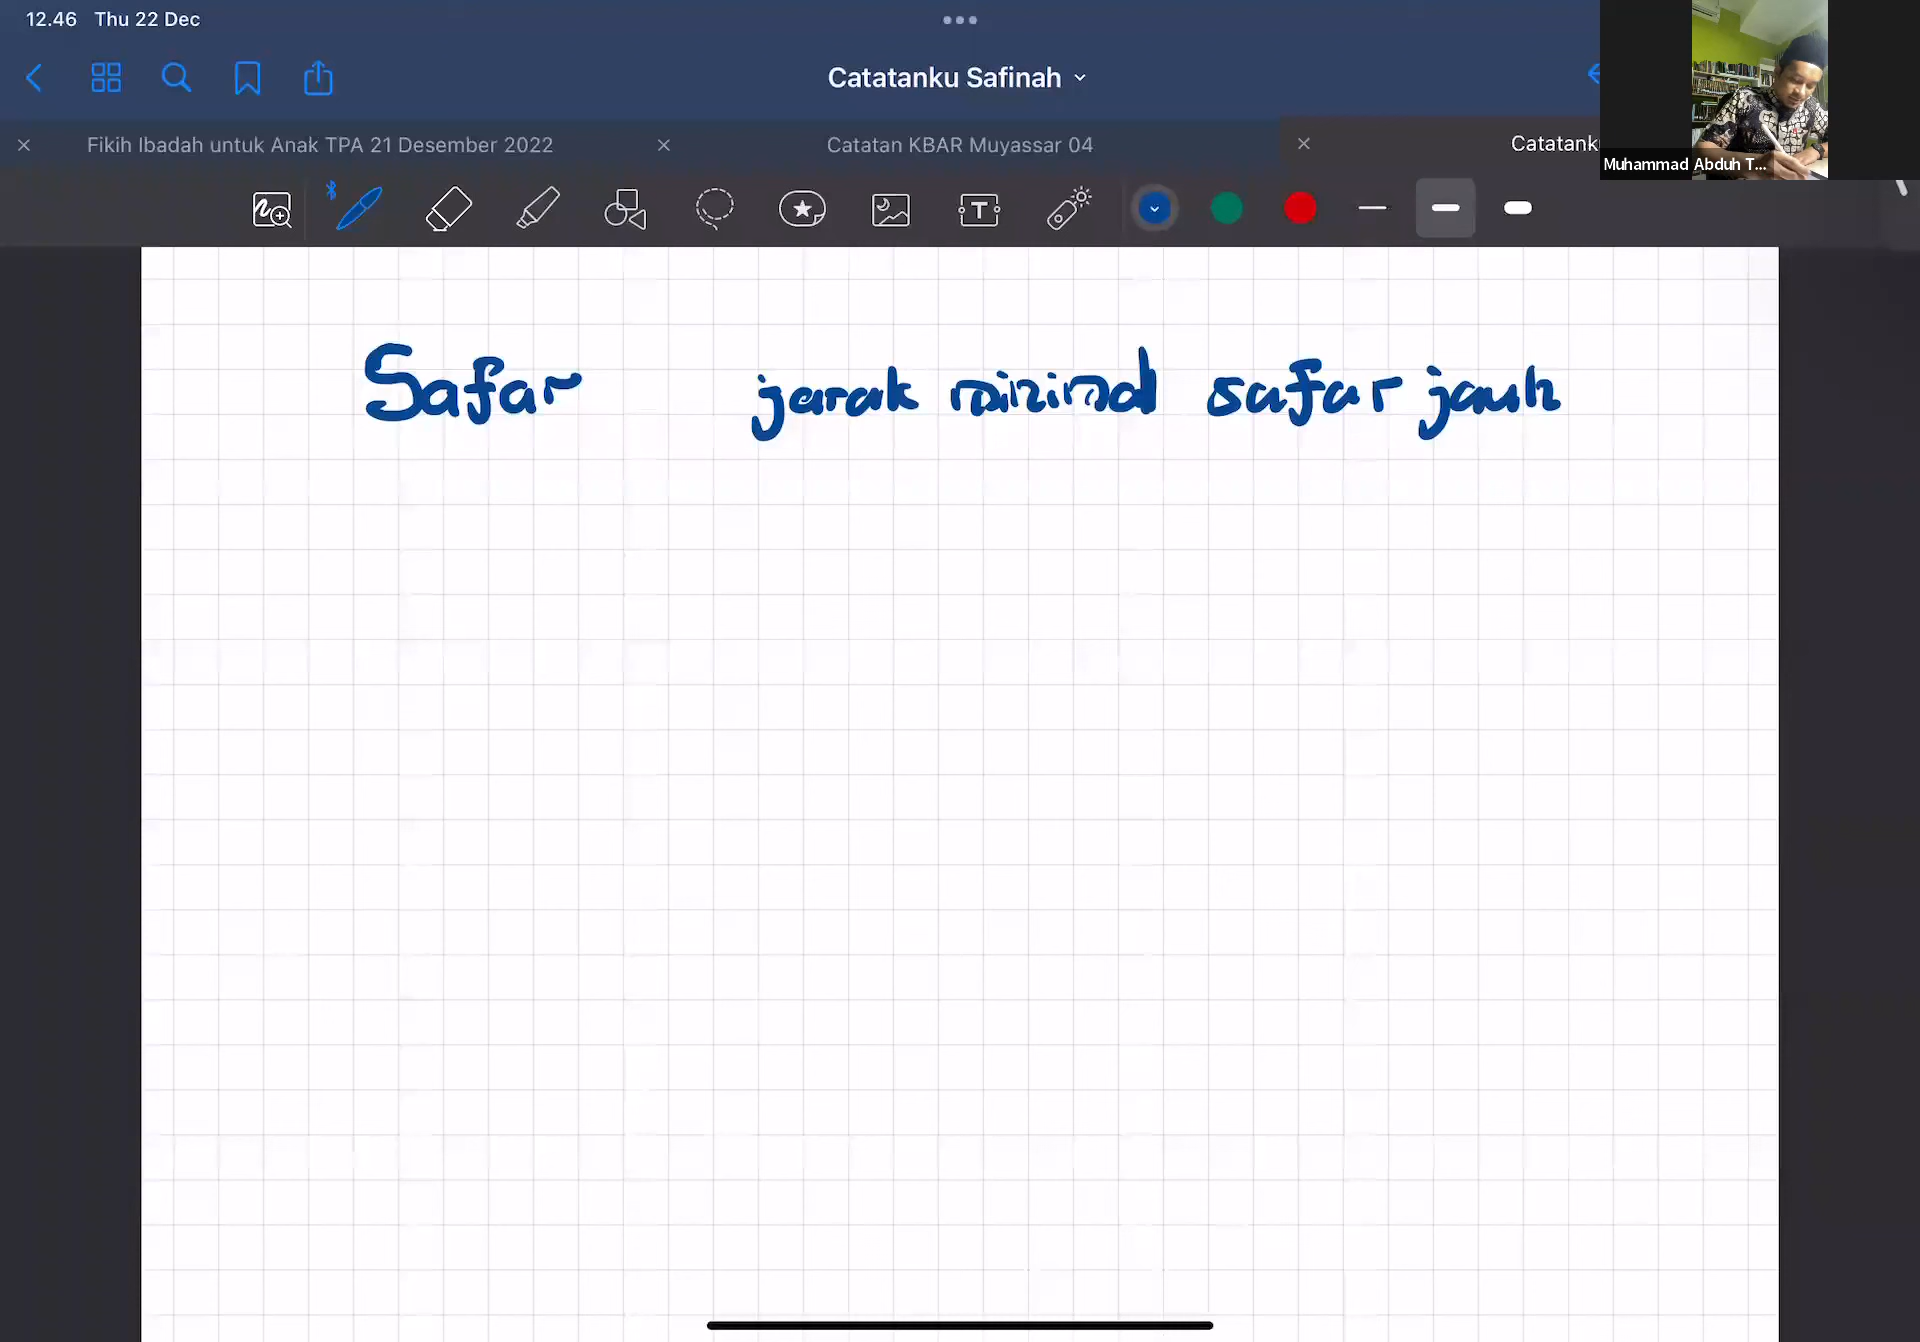 12.46 Thu 22 Dec
Catatanku Safinah
Fikih Ibadah untuk Anak TPA 21 Desember 2022
Catatan KBAR Muyassar 04
Catatank
Muhammad Abduh T...
T
Safar jarak minimal safar jauh